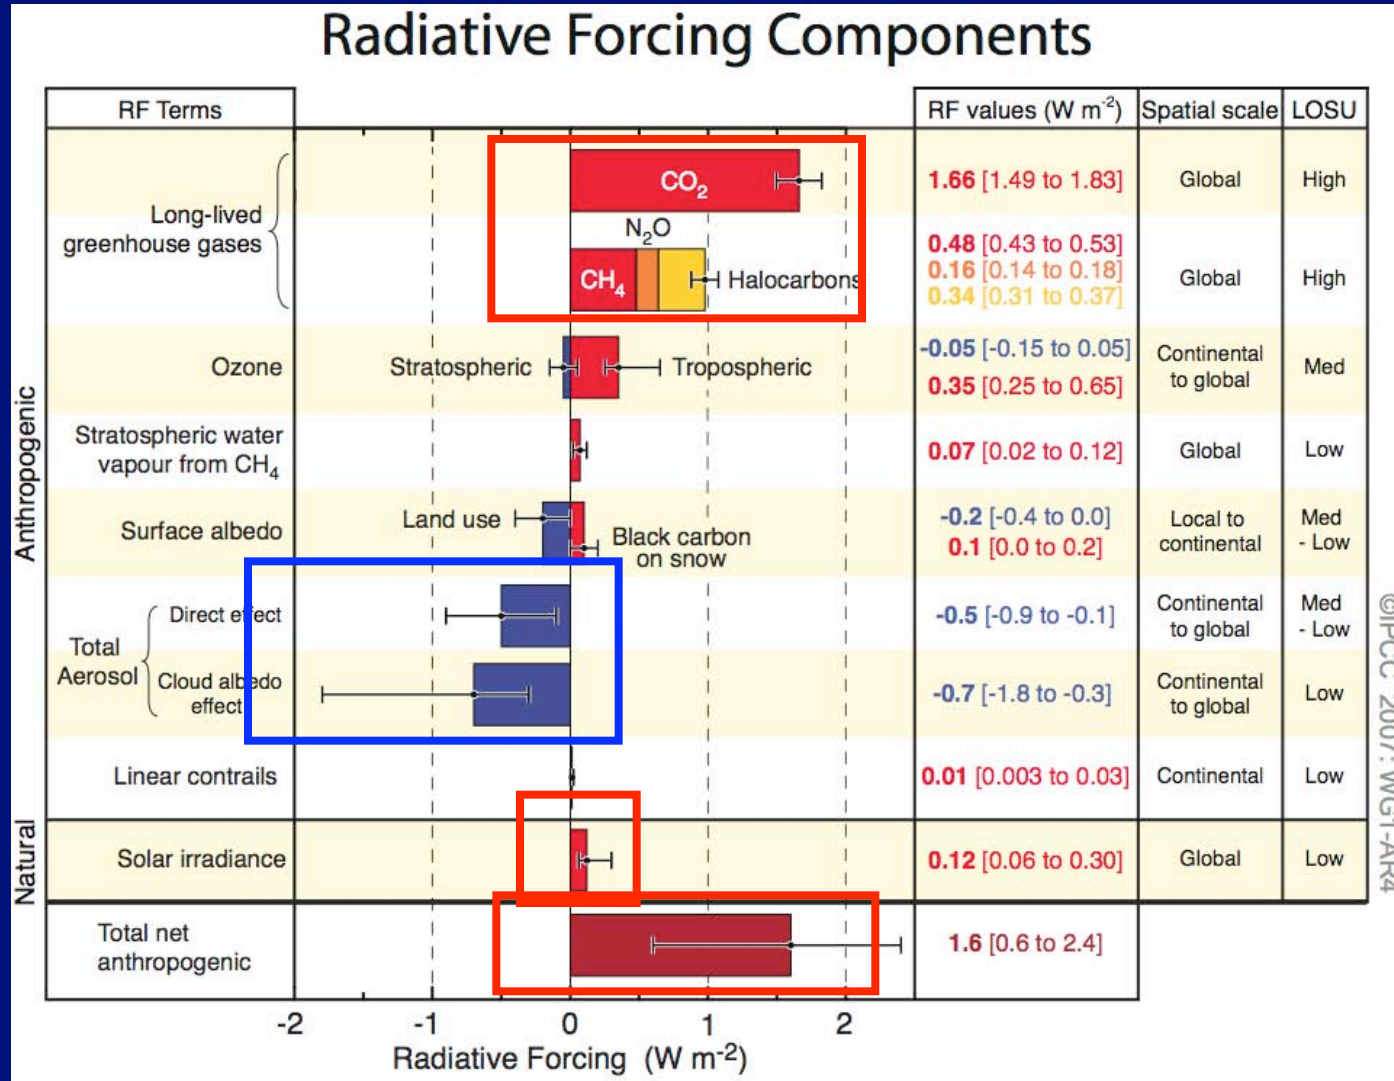 Radiative Forcing Components
RF Terms
RF values (W m-2)
Spatial scale
LOSU
Anthropogenic
Long-lived
greenhouse gases
CO2
1.66 [1.49 to 1.83]
Global
High
N2O
CH4
Halocarbons
0.48 [0.43 to 0.53]
0.16 [0.14 to 0.18]
0.34 [0.31 to 0.37]
Global
High
Ozone
Stratospheric
Tropospheric
-0.05 [-0.15 to 0.05]
0.35 [0.25 to 0.65]
Continental
to global
Med
Stratospheric water
vapour from CH4
0.07 [0.02 to 0.12]
Global
Low
Surface albedo
Land use
Black carbon
on snow
-0.2 [-0.4 to 0.0]
0.1 [0.0 to 0.2]
Local to
continental
Med
- Low
Total
Aerosol
Direct effect
-0.5 [-0.9 to -0.1]
Continental
to global
Med
- Low
Cloud albedo
effect
-0.7 [-1.8 to -0.3]
Continental
to global
Low
Linear contrails
0.01 [0.003 to 0.03]
Continental
Low
Natural
Solar irradiance
0.12 [0.06 to 0.30]
Global
Low
Total net
anthropogenic
1.6 [0.6 to 2.4]
-2 -1 0 1 2
Radiative Forcing (W m-2)
©IPCC 2007: WG1-AR4